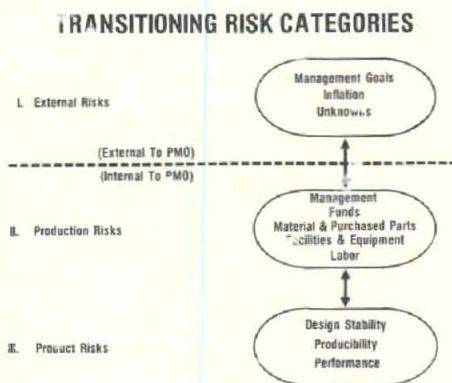 TRANSITIONING RISK CATEGORIES
I. External Risks
Management Goals
Inflation
Unknowns
(External To PMO)
(Internal To PMO)
II. Production Risks
Management
Funds
Material & Purchased Parts
Facilities & Equipment
Labor
III. Product Risks
Design Stability
Producibility
Performance